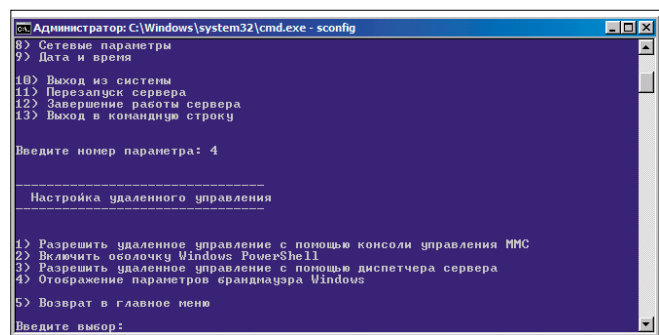 Администратор: C:\Windows\system32\cmd.exe - sconfig
8) Сетевые параметры
9) Дата и время
10) Выход из системы
11) Перезапуск сервера
12) Завершение работы сервера
13) Выход в командную строку
Введите номер параметра: 4
--------------------------------
Настройка удаленного управления
--------------------------------
1) Разрешить удаленное управление с помощью консоли управления MMC
2) Включить оболочку Windows PowerShell
3) Разрешить удаленное управление с помощью диспетчера сервера
4) Отображение параметров брандмауэра Windows
5) Возврат в главное меню
Введите выбор: